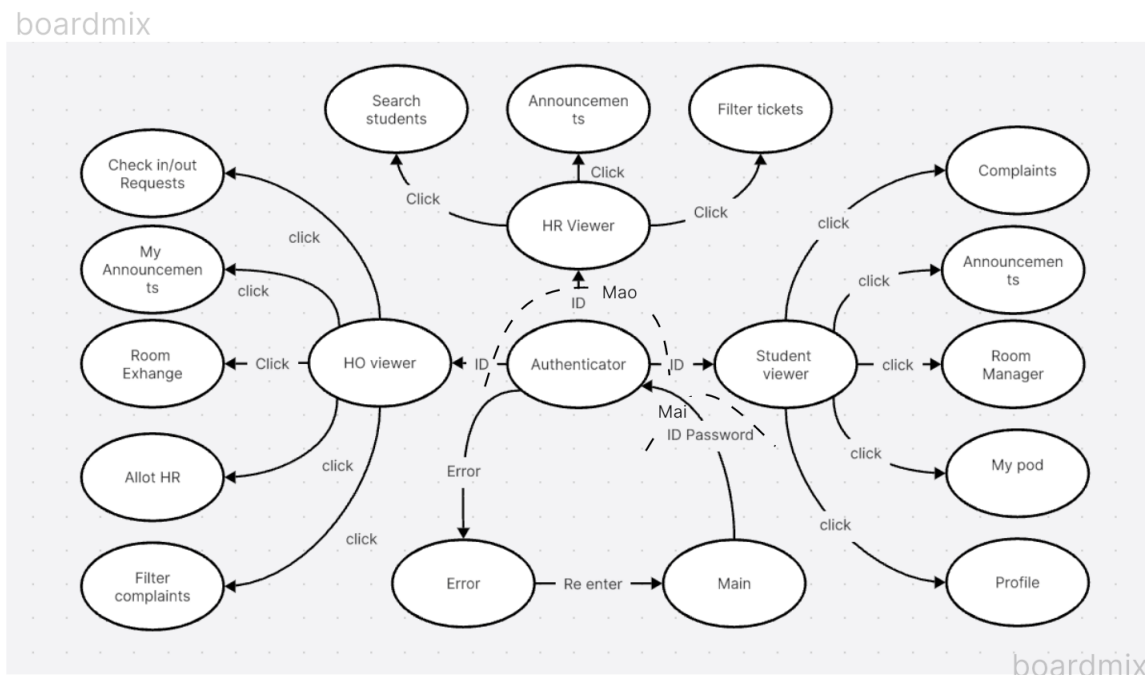 boardmix
Search
students
Announcemen
ts
Filter tickets
Check in/out
Requests
Complaints
Click
Click
Click
click
HR Viewer
click
My
Announcemen
ts
click
Announcemen
ts
click
ID
Mao
Room
Exhange
Click
HO viewer
ID
Authenticator
ID
Student
viewer
click
Room
Manager
Mai
ID Password
Allot HR
click
Error
click
My pod
click
click
Filter
complaints
Error
Re enter
Main
Profile
boardmix